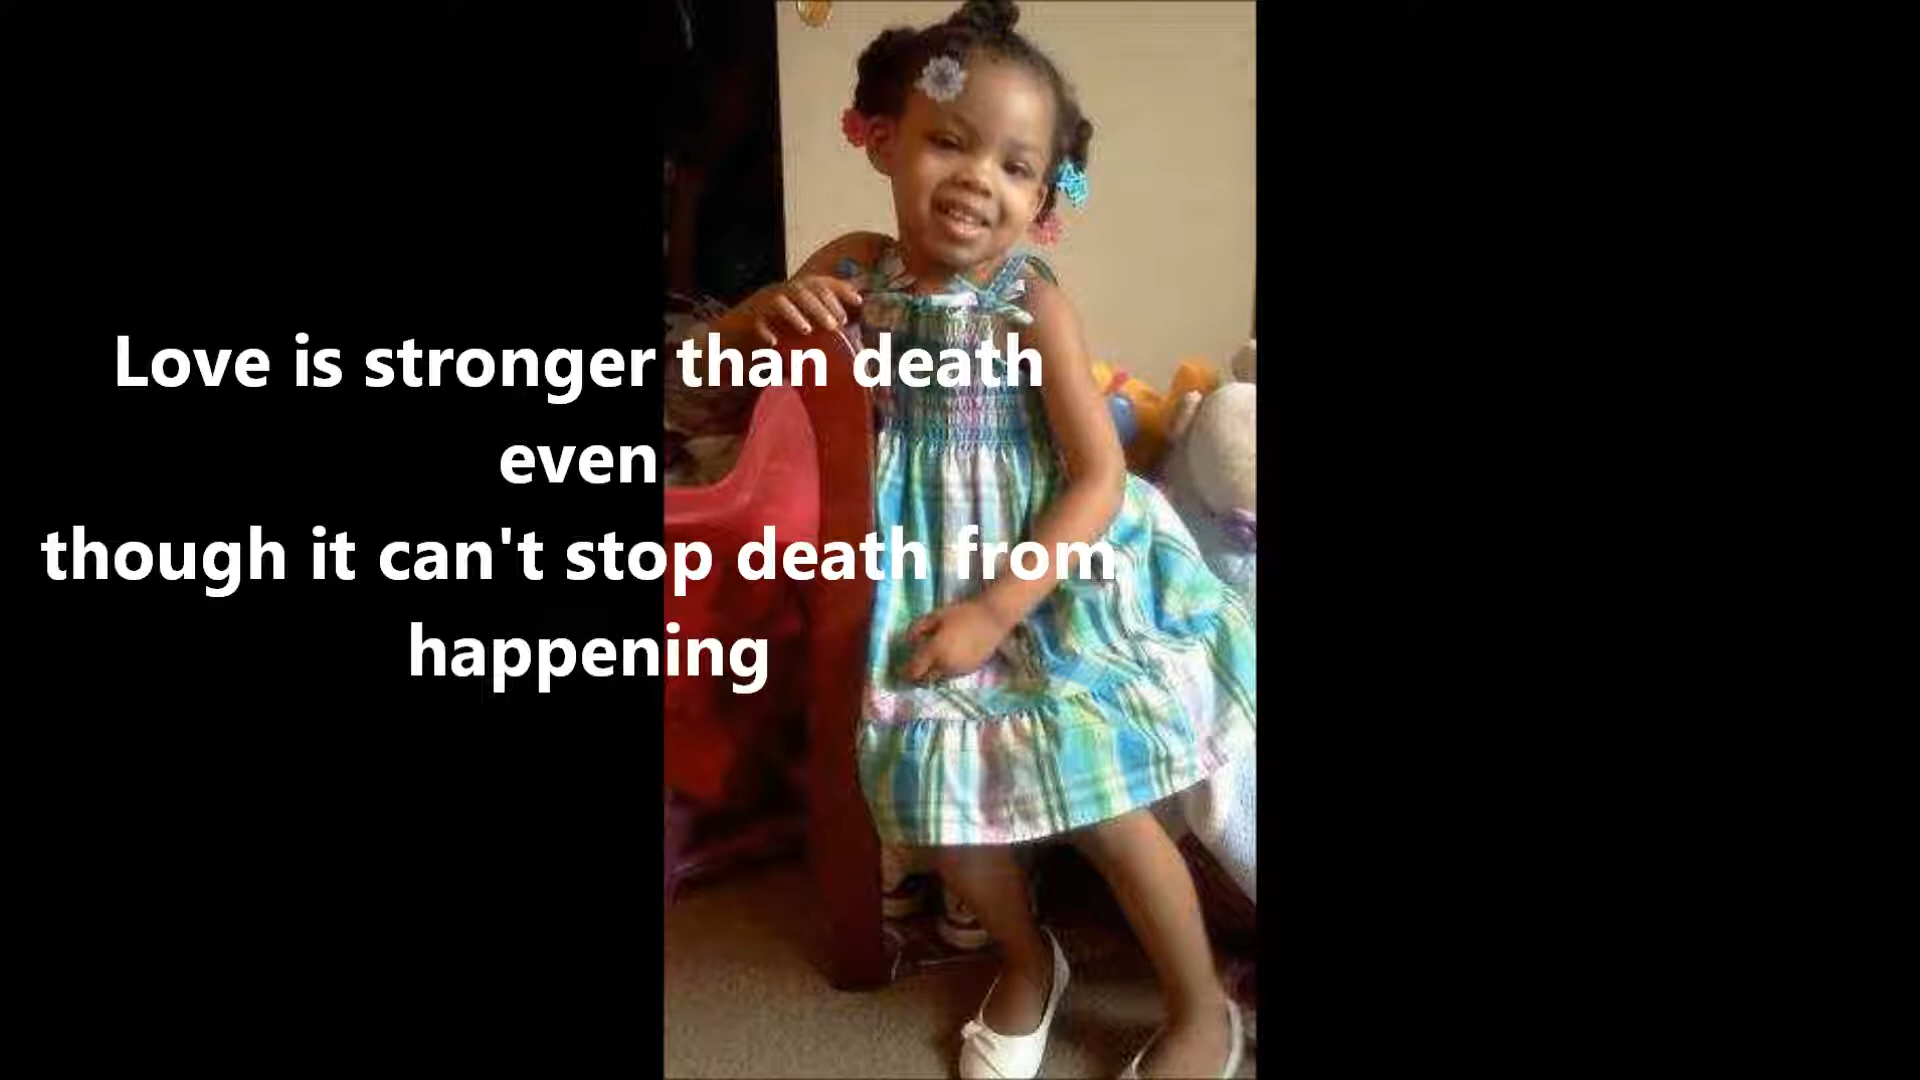 Love is stronger than death
even
though it can't stop death from
happening